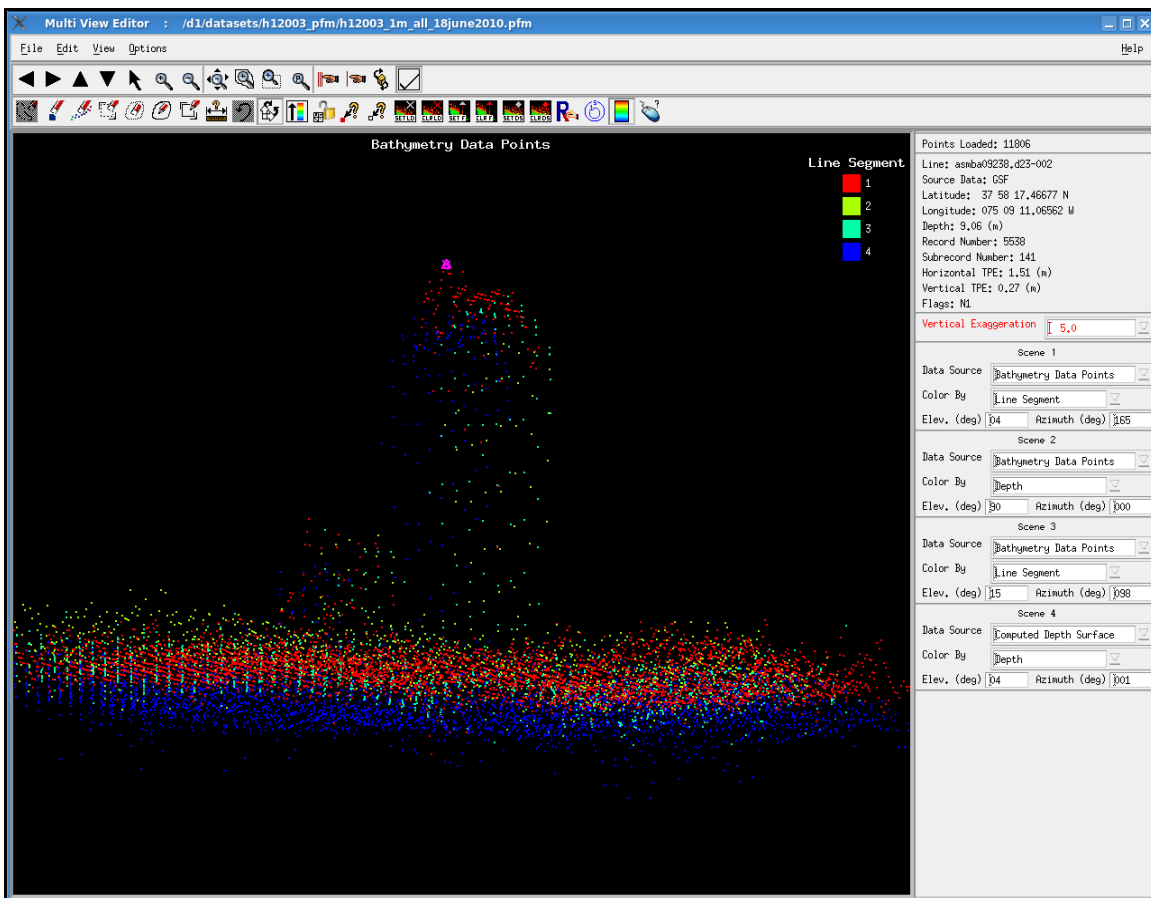 Multi View Editor : /d1/datasets/h12003_pfm/h12003_1m_all_18june2010.pfm
File Edit View Options Help
SETLD CLRLD SET F CLR F SETDS CLRDS R
Bathymetry Data Points
Line Segment
1
2
3
4
Points Loaded: 11806
Line: asmba09238.d23-002
Source Data: GSF
Latitude: 37 58 17.46677 N
Longitude: 075 09 11.06562 W
Depth: 9.06 (m)
Record Number: 5538
Subrecord Number: 141
Horizontal TPE: 1.51 (m)
Vertical TPE: 0.27 (m)
Flags: N1
Vertical Exaggeration 5.0
Scene 1
Data Source Bathymetry Data Points
Color By Line Segment
Elev. (deg) 04 Azimuth (deg) 165
Scene 2
Data Source Bathymetry Data Points
Color By Depth
Elev. (deg) 90 Azimuth (deg) 000
Scene 3
Data Source Bathymetry Data Points
Color By Line Segment
Elev. (deg) 15 Azimuth (deg) 098
Scene 4
Data Source Computed Depth Surface
Color By Depth
Elev. (deg) 04 Azimuth (deg) 001